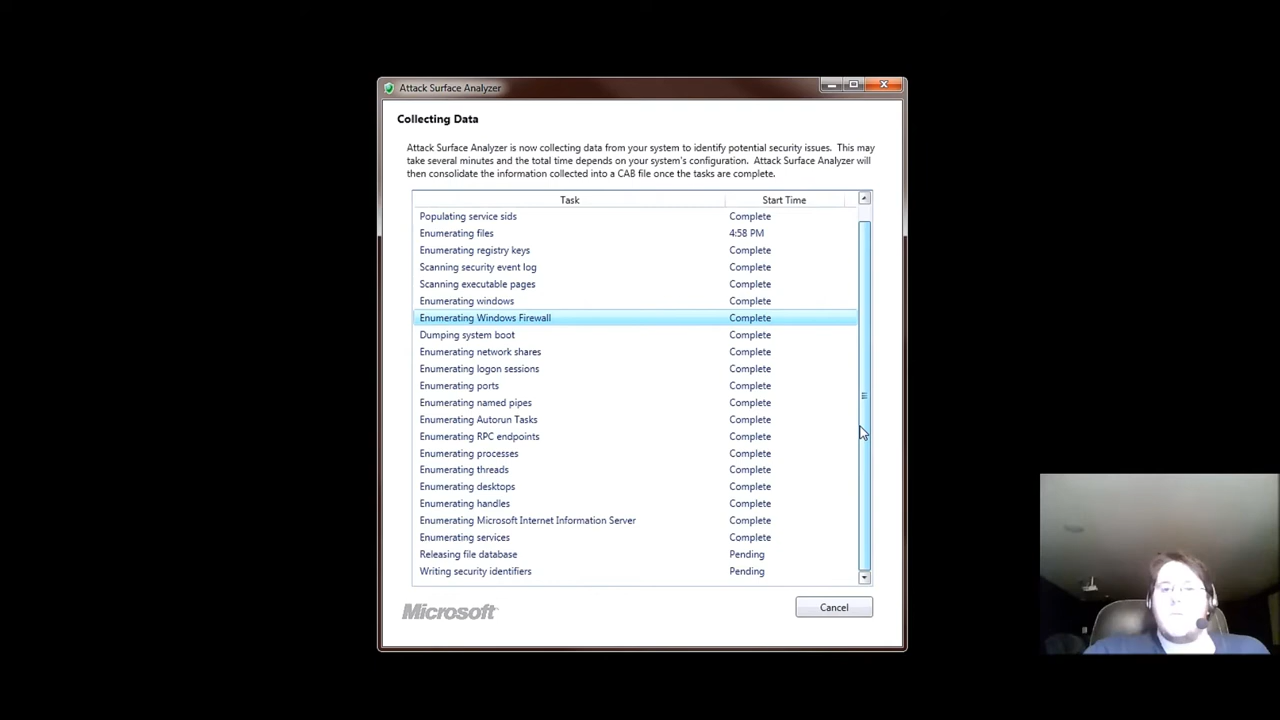 Attack Surface Analyzer
Collecting Data
Attack Surface Analyzer is now collecting data from your system to identify potential security issues. This may
take several minutes and the total time depends on your system's configuration. Attack Surface Analyzer will
then consolidate the information collected into a CAB file once the tasks are complete.
Task Start Time
Populating service sids Complete
Enumerating files 4:58 PM
Enumerating registry keys Complete
Scanning security event log Complete
Scanning executable pages Complete
Enumerating windows Complete
Enumerating Windows Firewall Complete
Dumping system boot Complete
Enumerating network shares Complete
Enumerating logon sessions Complete
Enumerating ports Complete
Enumerating named pipes Complete
Enumerating Autorun Tasks Complete
Enumerating RPC endpoints Complete
Enumerating processes Complete
Enumerating threads Complete
Enumerating desktops Complete
Enumerating handles Complete
Enumerating Microsoft Internet Information Server Complete
Enumerating services Complete
Releasing file database Pending
Writing security identifiers Pending
Microsoft Cancel